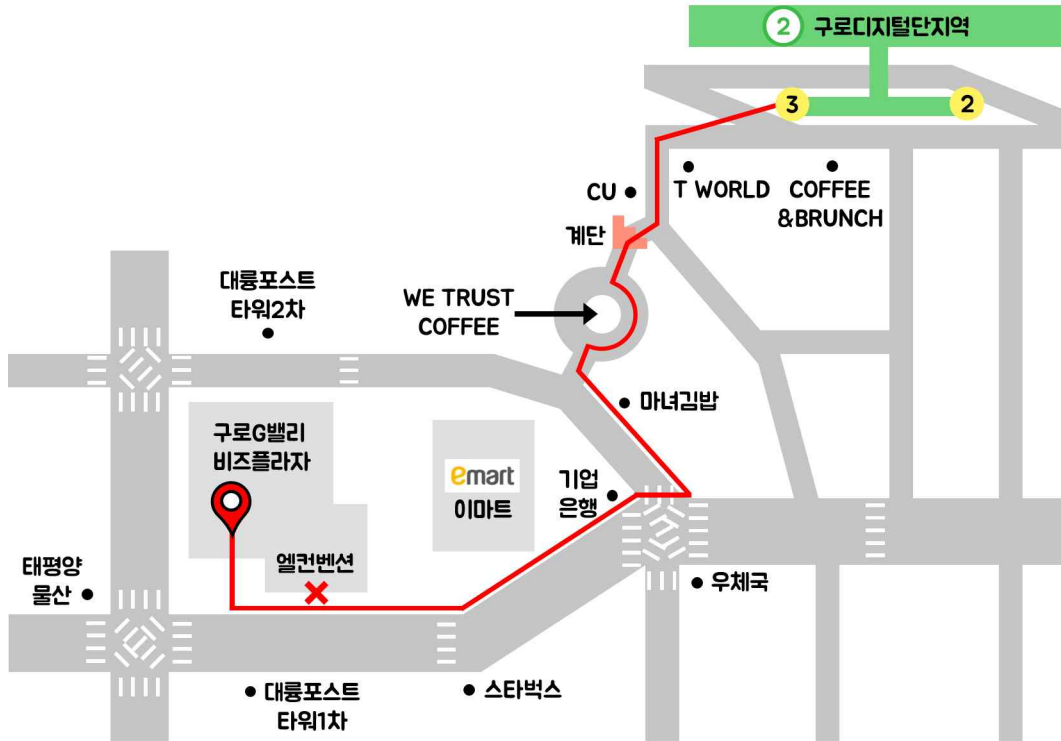 2 구로디지털단지역
3
2
CU
T WORLD
COFFEE
&BRUNCH
계단
대륭포스트
타워2차
WE TRUST
COFFEE
마녀김밥
구로G밸리
비즈플라자
emart
이마트
기업
은행
엘컨벤션
태평양
물산
우체국
대륭포스트
타워1차
스타벅스